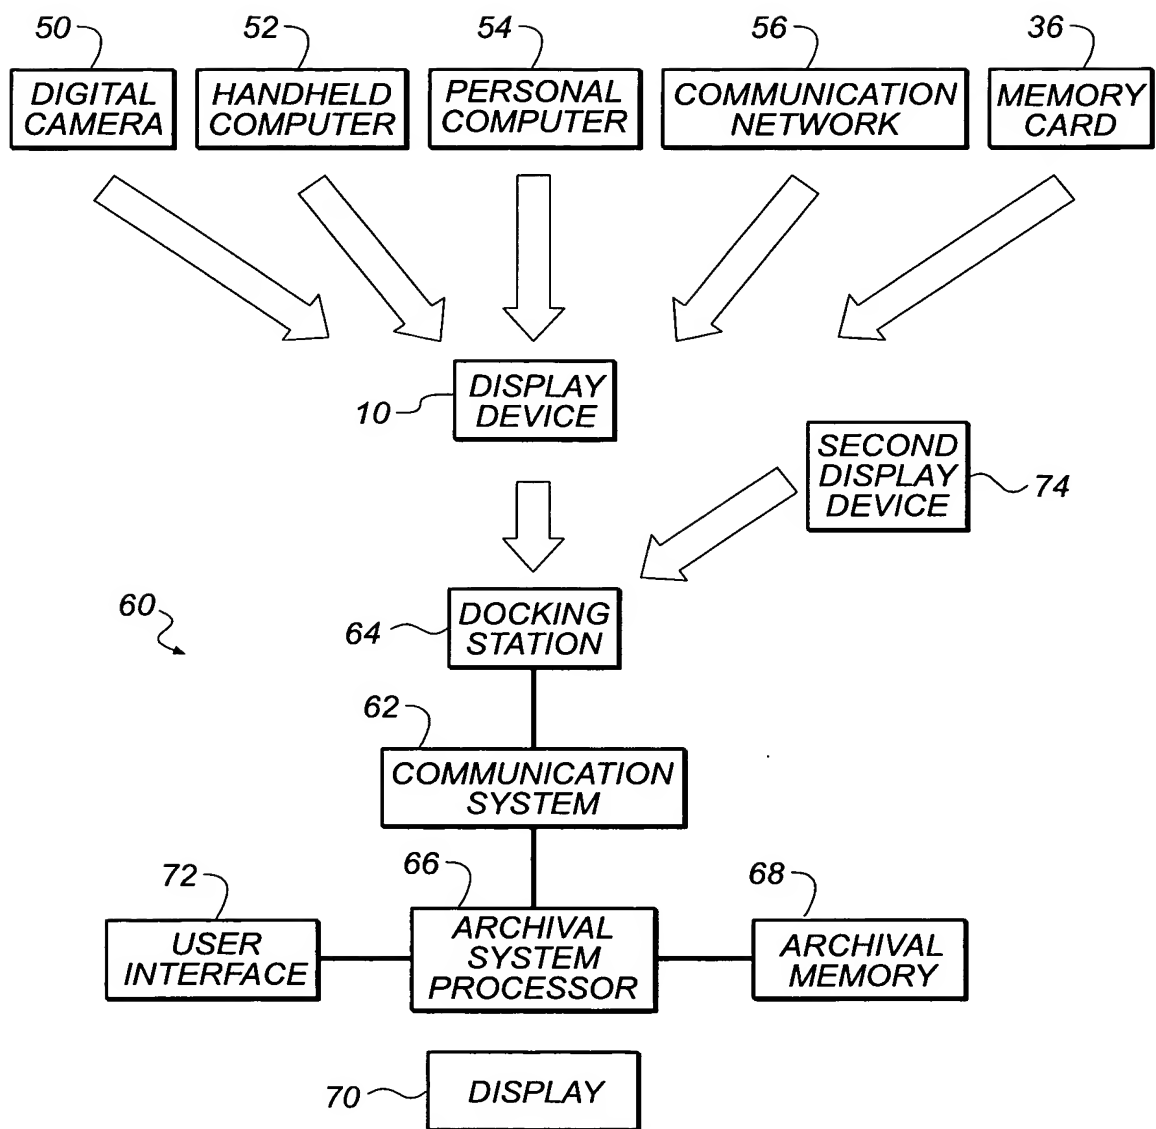 50 52 54 56 36
DIGITAL CAMERA
HANDHELD COMPUTER
PERSONAL COMPUTER
COMMUNICATION NETWORK
MEMORY CARD
DISPLAY
DEVICE
10
SECOND
DISPLAY
DEVICE
74
60
DOCKING
STATION
64
62
COMMUNICATION
SYSTEM
72
66
68
USER
INTERFACE
ARCHIVAL
SYSTEM
PROCESSOR
ARCHIVAL
MEMORY
70
DISPLAY